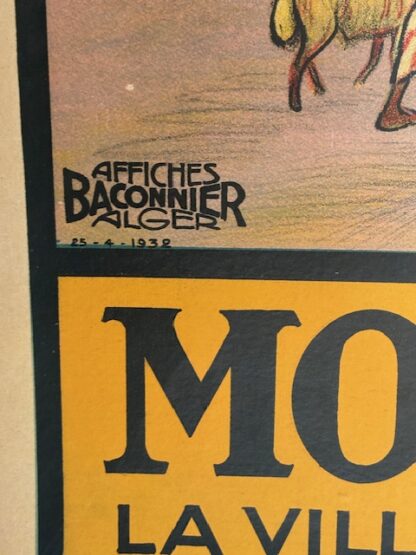 AFFICHES
BACONNIER
ALGER
25-4-1932
MO
LA VILL